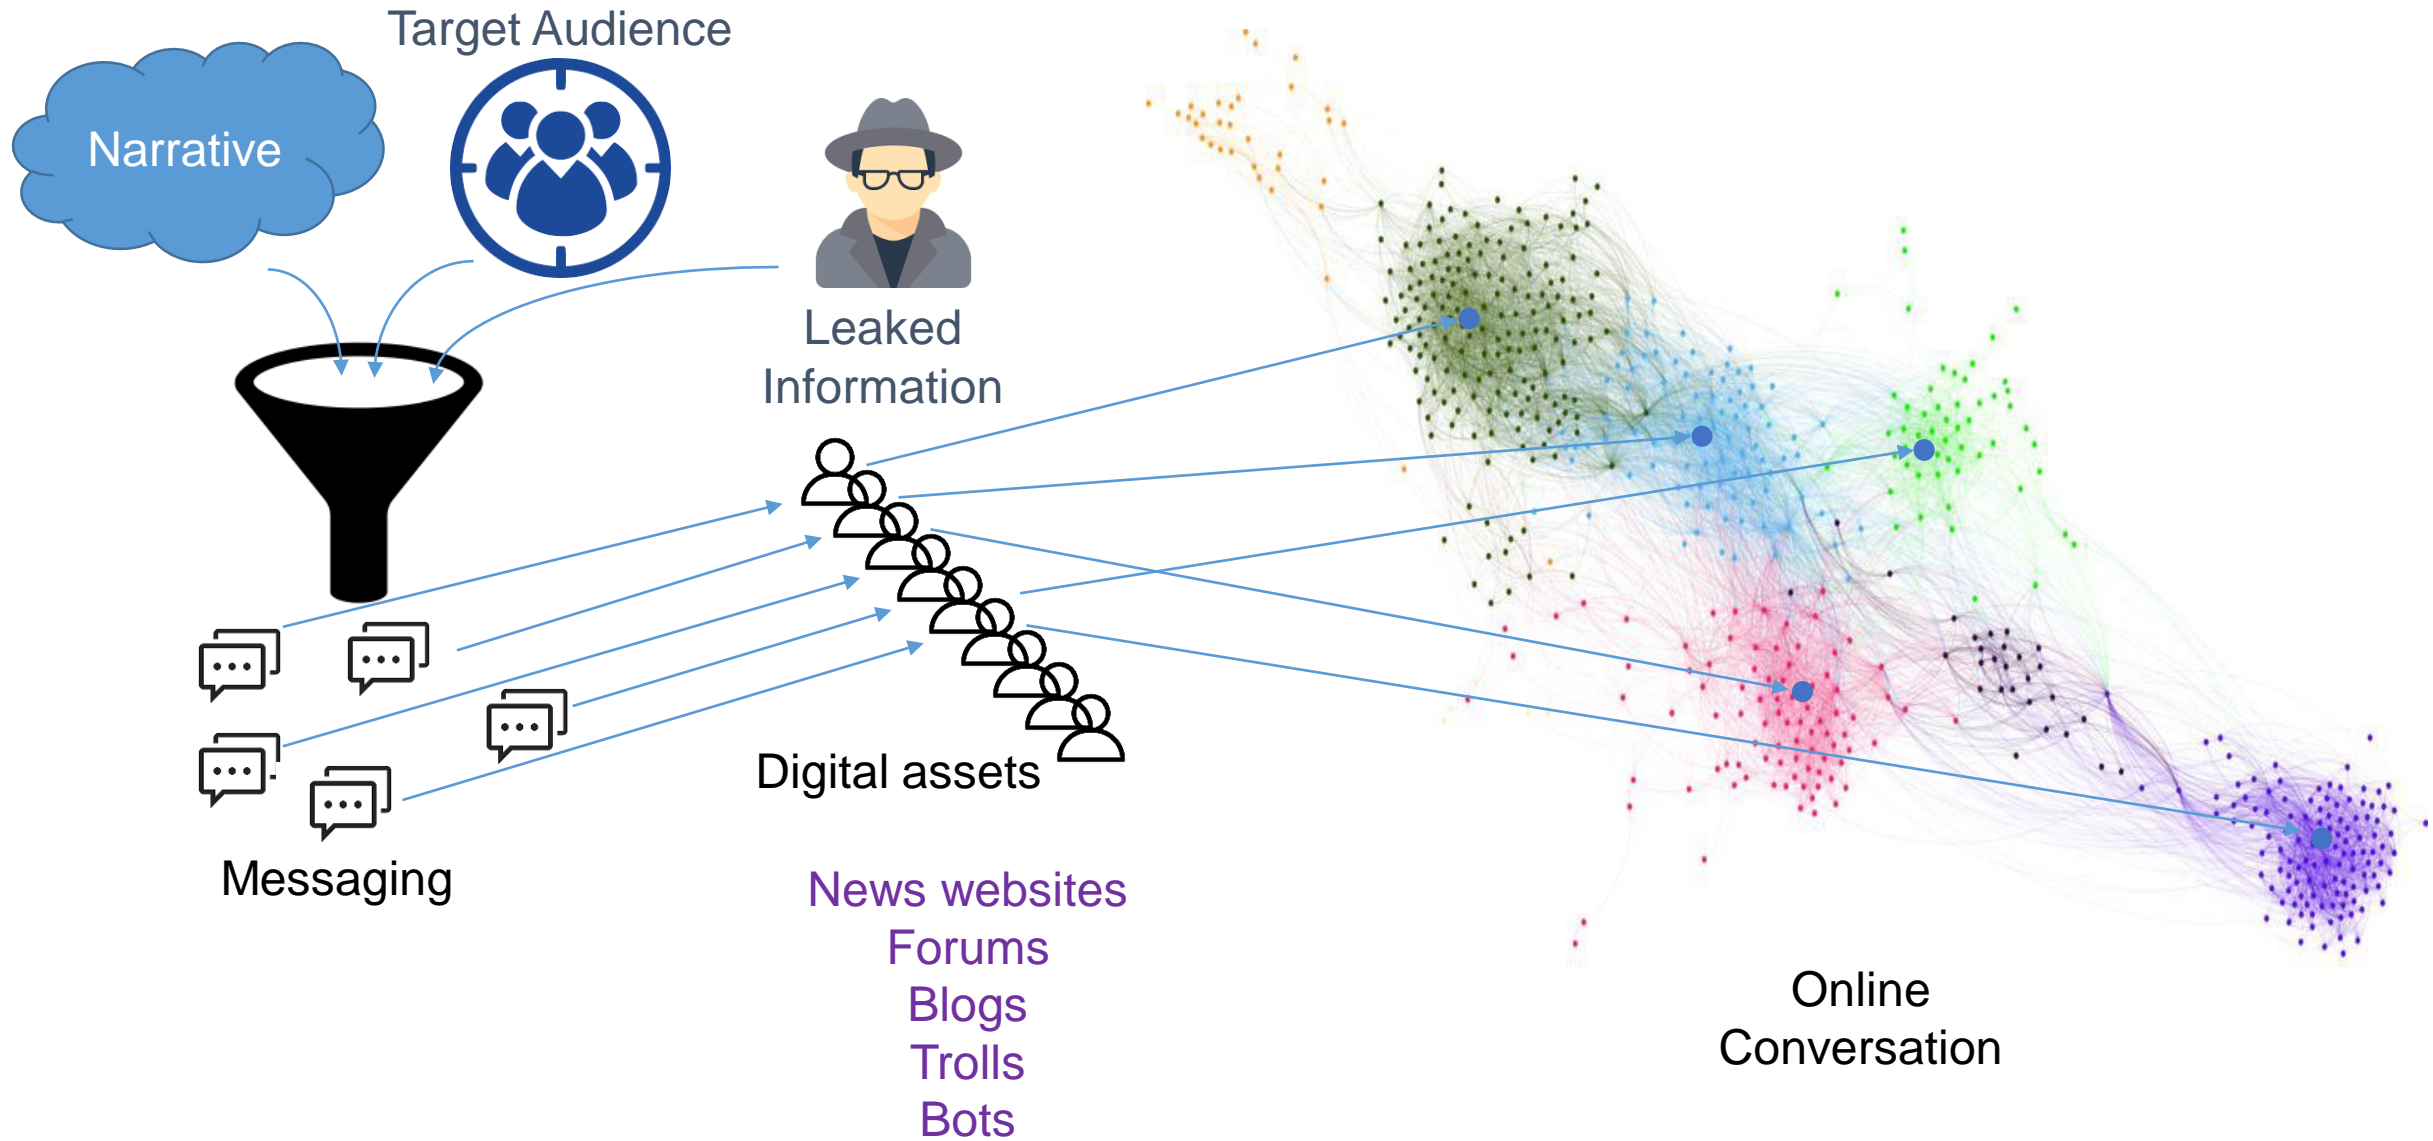 Target Audience
Narrative
Leaked
Information
Digital assets
Messaging
News websites
Forums
Blogs
Trolls
Bots
Online
Conversation